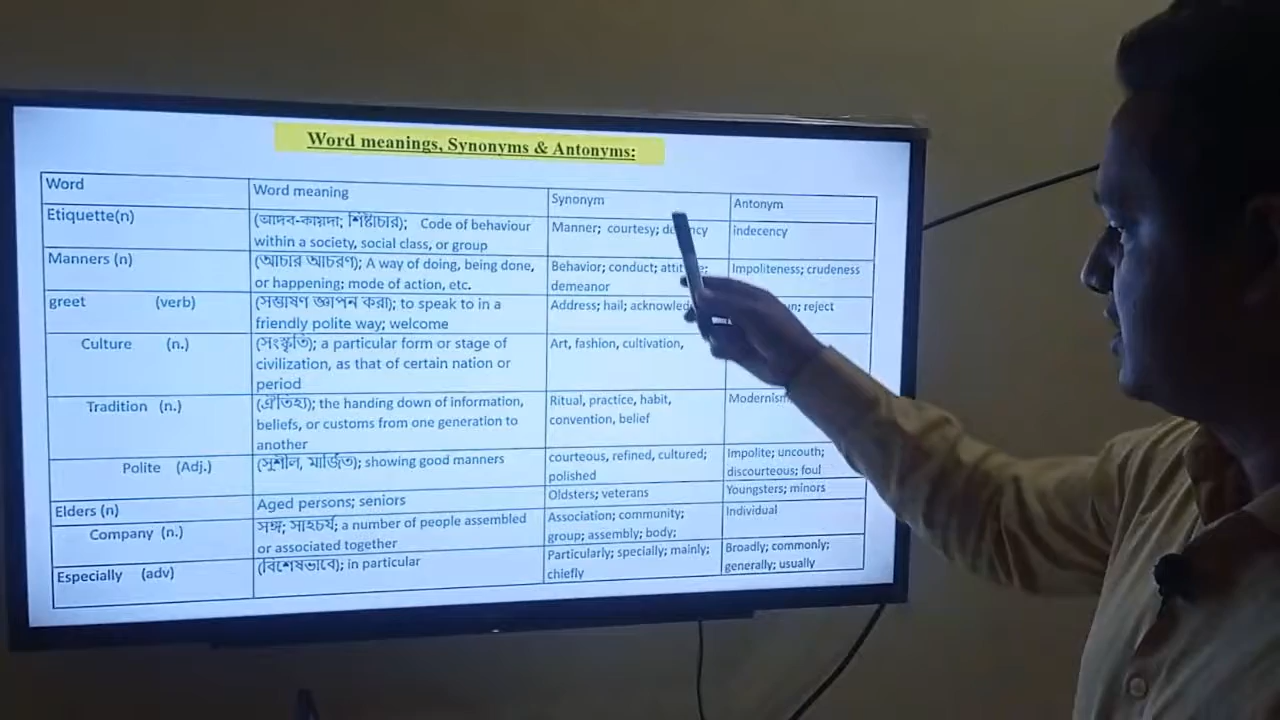 Word meanings, Synonyms & Antonyms:
Word
Word meaning
Synonym
Antonym
Etiquette(n)
(আদব-কায়দা; শিষ্টাচার); Code of behaviour
within a society, social class, or group
Manner; courtesy;
indecency
Manners (n)
(আচার আচরণ); A way of doing, being done,
or happening; mode of action, etc.
Behavior; conduct;
demeanor
Impoliteness; crudeness
greet (verb)
(সম্ভাষণ জ্ঞাপন করা); to speak to in a
friendly polite way; welcome
Address; hail;
reject
Culture (n.)
(সংস্কৃতি); a particular form or stage of
civilization, as that of certain nation or
period
Art, fashion, cultivation,
Tradition (n.)
(ঐতিহ্য); the handing down of information,
beliefs, or customs from one generation to
another
Ritual, practice, habit,
convention, belief
Polite (Adj.)
(সুশীল, মার্জিত); showing good manners
courteous, refined, cultured;
polished
Impolite; uncouth;
discourteous; foul
Elders (n)
Aged persons; seniors
Oldsters; veterans
Youngsters; minors
Company (n.)
সঙ্গ; সাহচর্য; a number of people assembled
or associated together
Association; community;
group; assembly; body;
Individual
Especially (adv)
(বিশেষভাবে); in particular
Particularly; specially; mainly;
chiefly
Broadly; commonly;
generally; usually